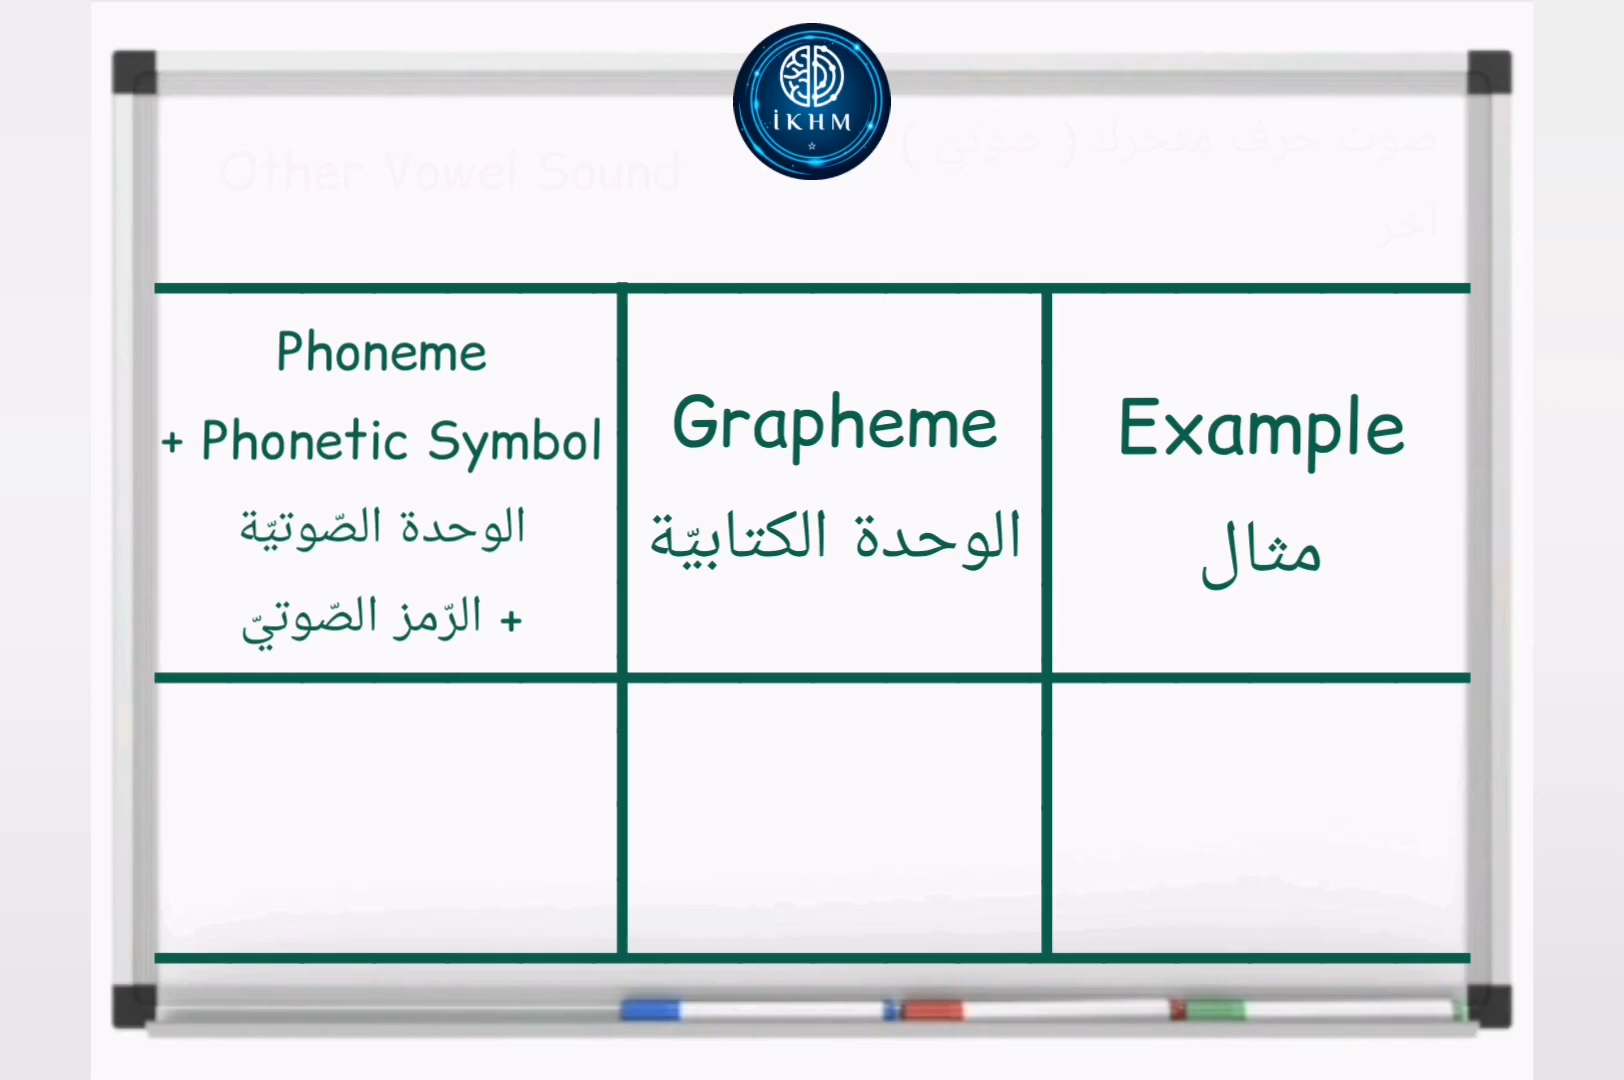 İKHM
Other Vowel Sound
صوت حرف متحرك ( صوتي )
آخر
Phoneme
+ Phonetic Symbol
الوحدة الصّوتيّة
+ الرّمز الصّوتيّ
Grapheme
الوحدة الكتابيّة
Example
مثال